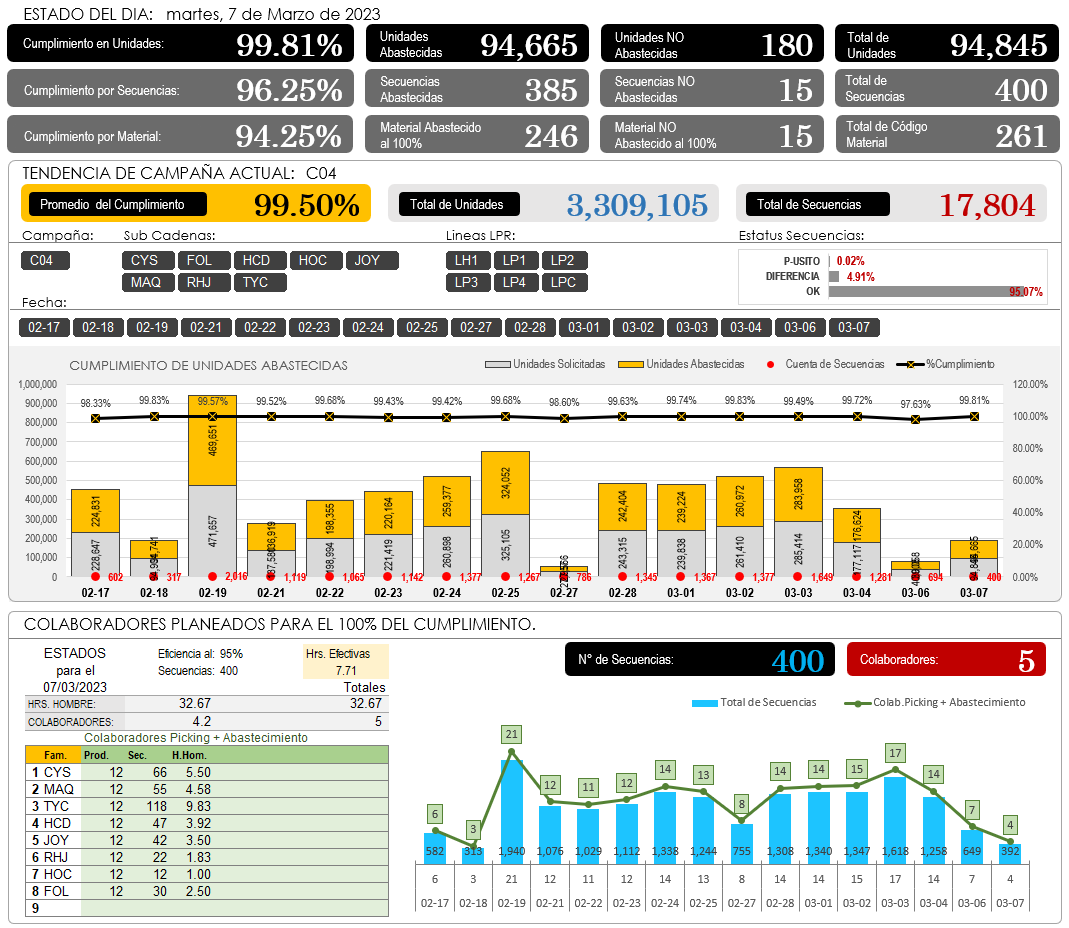 ESTADO DEL DIA: martes, 7 de Marzo de 2023
Cumplimiento en Unidades: 99.81%
Unidades Abastecidas 94,665
Unidades NO Abastecidas 180
Total de Unidades 94,845
Cumplimiento por Secuencias: 96.25%
Secuencias Abastecidas 385
Secuencias NO Abastecidas 15
Total de Secuencias 400
Cumplimiento por Material: 94.25%
Material Abastecido al 100% 246
Material NO Abastecido al 100% 15
Total de Código Material 261
TENDENCIA DE CAMPAÑA ACTUAL: C04
Promedio del Cumplimiento 99.50%
Total de Unidades 3,309,105
Total de Secuencias 17,804
Campaña: Sub Cadenas: Lineas LPR: Estatus Secuencias:
C04 CYS FOL HCD HOC JOY LH1 LP1 LP2
MAQ RHJ TYC LP3 LP4 LPC
P-USITO 0.02%
DIFERENCIA 4.91%
OK 95.07%
Fecha:
02-17 02-18 02-19 02-21 02-22 02-23 02-24 02-25 02-27 02-28 03-01 03-02 03-03 03-04 03-06 03-07
CUMPLIMIENTO DE UNIDADES ABASTECIDAS
Unidades Solicitadas Unidades Abastecidas Cuenta de Secuencias %Cumplimiento
1,000,000
900,000
800,000
700,000
600,000
500,000
400,000
300,000
200,000
100,000
0
120.00%
100.00%
80.00%
60.00%
40.00%
20.00%
0.00%
98.33% 99.83% 99.57% 99.52% 99.68% 99.43% 99.42% 99.68% 98.60% 99.63% 99.74% 99.83% 99.49% 99.72% 97.63% 99.81%
224,831 469,651 198,355 220,164 259,377 324,052 242,404 239,224 260,972 283,958 176,624
228,647 471,657 198,994 221,419 260,898 325,105 243,315 239,838 261,410 285,414
602 317 2,016 1,119 1,065 1,142 1,377 1,267 786 1,345 1,367 1,377 1,649 1,281 694 400
02-17 02-18 02-19 02-21 02-22 02-23 02-24 02-25 02-27 02-28 03-01 03-02 03-03 03-04 03-06 03-07
COLABORADORES PLANEADOS PARA EL 100% DEL CUMPLIMIENTO.
ESTADOS para el 07/03/2023
Eficiencia al: 95%
Secuencias: 400
Hrs. Efectivas
7.71
Totales
HRS. HOMBRE: 32.67 32.67
COLABORADORES: 4.2 5
Colaboradores Picking + Abastecimiento
Fam. Prod. Sec. H.Hom.
1 CYS 12 66 5.50
2 MAQ 12 55 4.58
3 TYC 12 118 9.83
4 HCD 12 47 3.92
5 JOY 12 42 3.50
6 RHJ 12 22 1.83
7 HOC 12 12 1.00
8 FOL 12 30 2.50
9
N° de Secuencias: 400
Colaboradores: 5
Total de Secuencias Colab.Picking + Abastecimiento
6 3 21 12 11 12 14 13 8 14 14 15 17 14 7 4
582 313 1,940 1,076 1,029 1,112 1,338 1,244 755 1,308 1,340 1,347 1,618 1,258 649 392
6 3 21 12 11 12 14 13 8 14 14 15 17 14 7 4
02-17 02-18 02-19 02-21 02-22 02-23 02-24 02-25 02-27 02-28 03-01 03-02 03-03 03-04 03-06 03-07